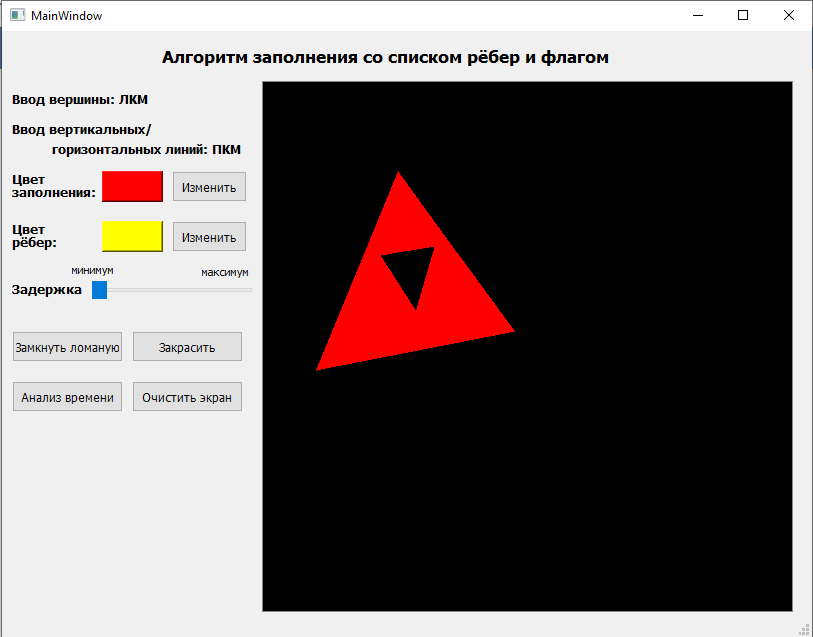 MainWindow
Алгоритм заполнения со списком рёбер и флагом
Ввод вершины: ЛКМ
Ввод вертикальных/
горизонтальных линий: ПКМ
Цвет
заполнения:
Изменить
Цвет
рёбер:
Изменить
минимум
максимум
Задержка
Замкнуть ломаную
Закрасить
Анализ времени
Очистить экран